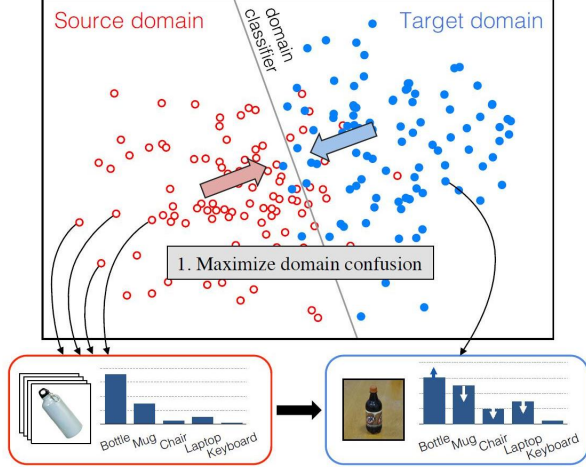 Source domain
domain
classifier
Target domain
1. Maximize domain confusion
Bottle
Mug
Chair
Laptop
Keyboard
Bottle
Mug
Chair
Laptop
Keyboard